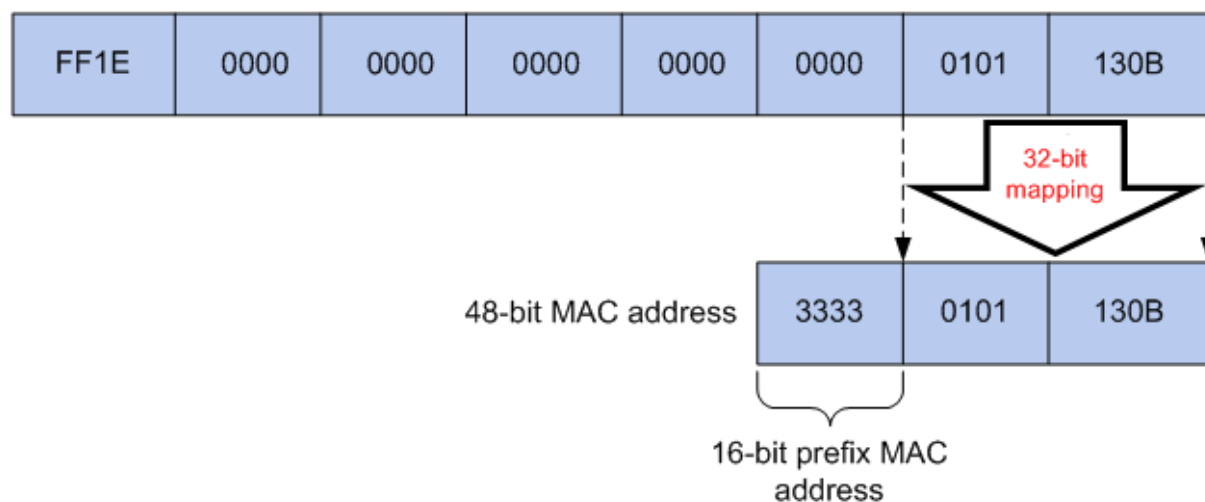 FF1E 0000 0000 0000 0000 0000 0101 130B
32-bit
mapping
48-bit MAC address 3333 0101 130B
16-bit prefix MAC
address